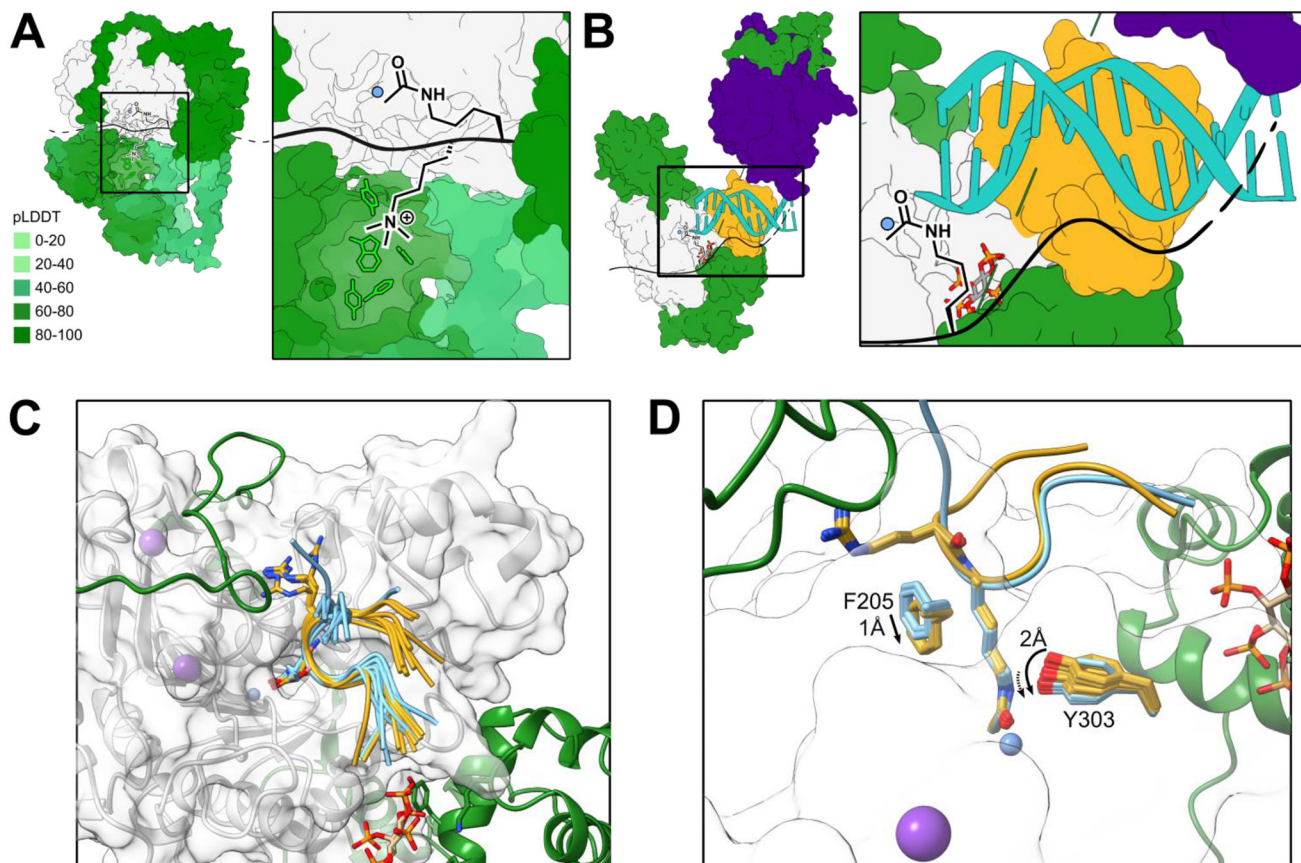 A
O
NH
N
⊕
pLDDT
0-20
20-40
40-60
60-80
80-100
B
O
NH
C
D
F205
1Å
2Å
Y303